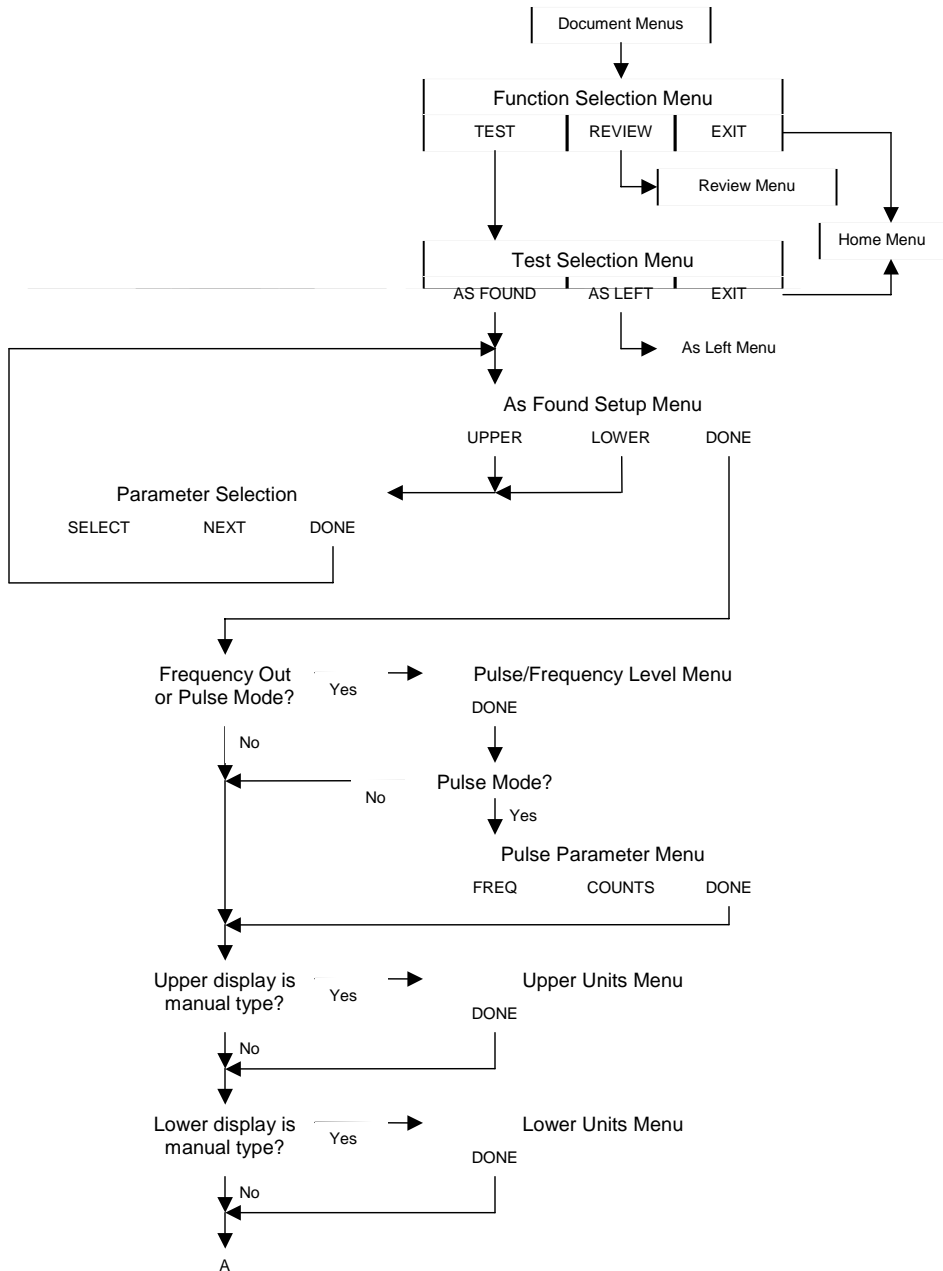 Document Menus
Function Selection Menu
TEST REVIEW EXIT
Review Menu
Home Menu
Test Selection Menu
AS FOUND AS LEFT EXIT
As Left Menu
As Found Setup Menu
UPPER LOWER DONE
Parameter Selection
SELECT NEXT DONE
Frequency Out
or Pulse Mode?
Yes
Pulse/Frequency Level Menu
DONE
No
Pulse Mode?
No
Yes
Pulse Parameter Menu
FREQ COUNTS DONE
Upper display is
manual type?
Yes
Upper Units Menu
DONE
No
Lower display is
manual type?
Yes
Lower Units Menu
DONE
No
A